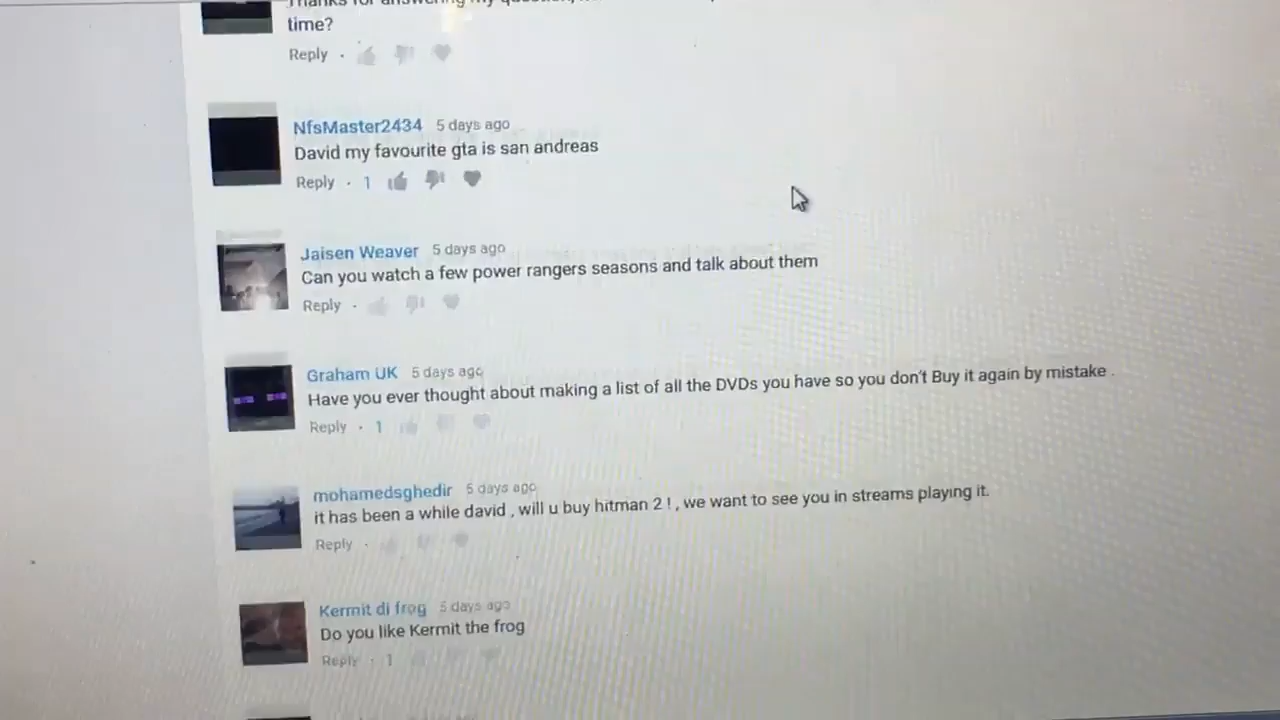 time?
Reply ·
NfsMaster2434 5 days ago
David my favourite gta is san andreas
Reply · 1
Jaisen Weaver 5 days ago
Can you watch a few power rangers seasons and talk about them
Reply ·
Graham UK 5 days ago
Have you ever thought about making a list of all the DVDs you have so you don't Buy it again by mistake .
Reply · 1
mohamedsghedir 5 days ago
it has been a while david , will u buy hitman 2 ! , we want to see you in streams playing it.
Reply ·
Kermit di frog 5 days ago
Do you like Kermit the frog
Reply · 1